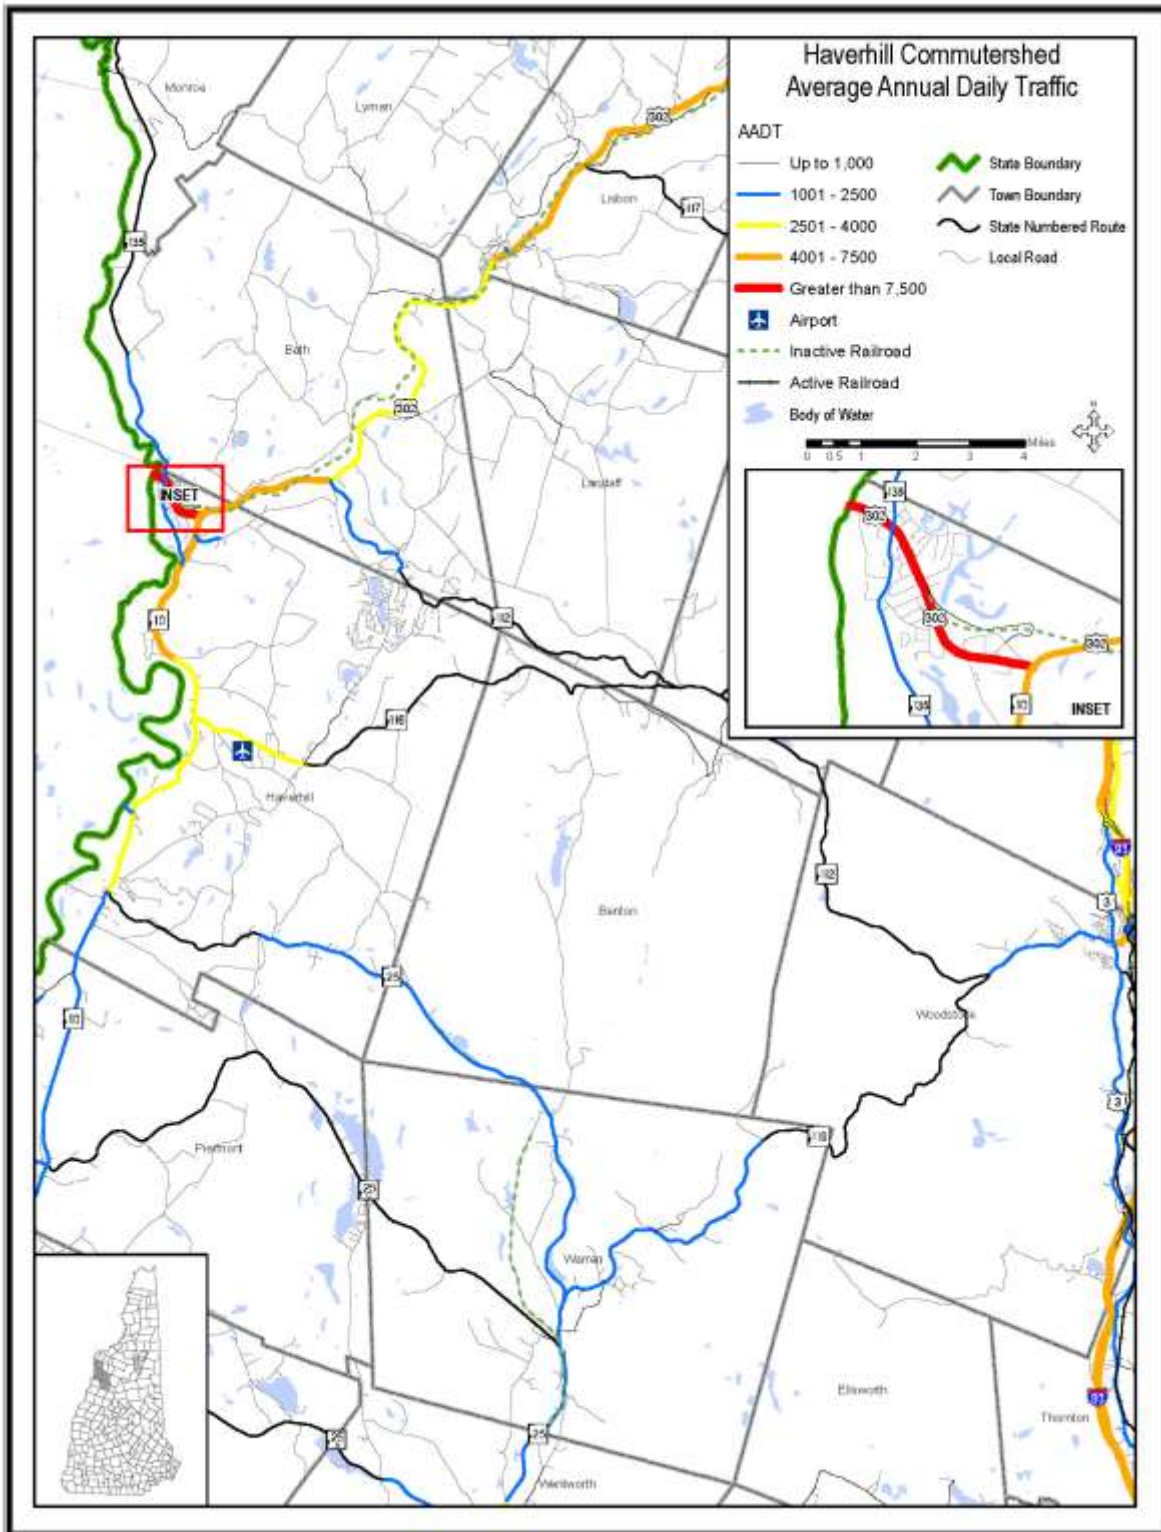 Haverhill Commutershed
Average Annual Daily Traffic
AADT
Up to 1,000
1001 - 2500
2501 - 4000
4001 - 7500
Greater than 7,500
Airport
Inactive Railroad
Active Railroad
Body of Water
State Boundary
Town Boundary
State Numbered Route
Local Road
Miles
0 0.5 1 2 3 4
N
302
135
302
302
10
135
INSET
Monroe
Lyman
302
Lisbon
117
135
Bath
302
Landaff
INSET
10
112
116
Haverhill
93
112
3
Benton
25
10
Woodstock
3
118
Piermont
25
Warren
Ellsworth
93
Thornton
25
25
Wentworth